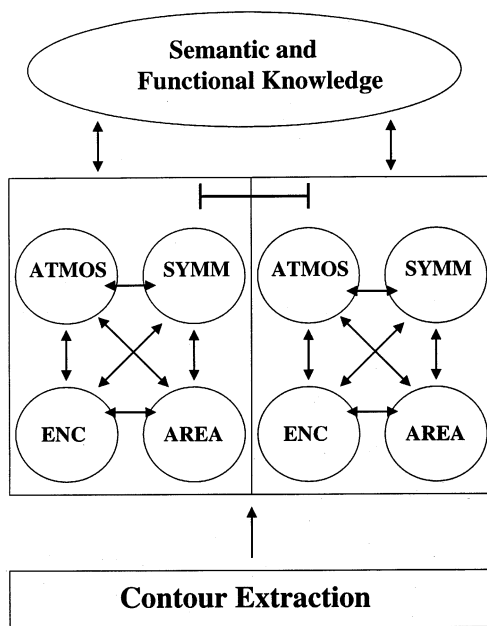 Semantic and
Functional Knowledge
ATMOS SYMM ATMOS SYMM
ENC AREA ENC AREA
Contour Extraction